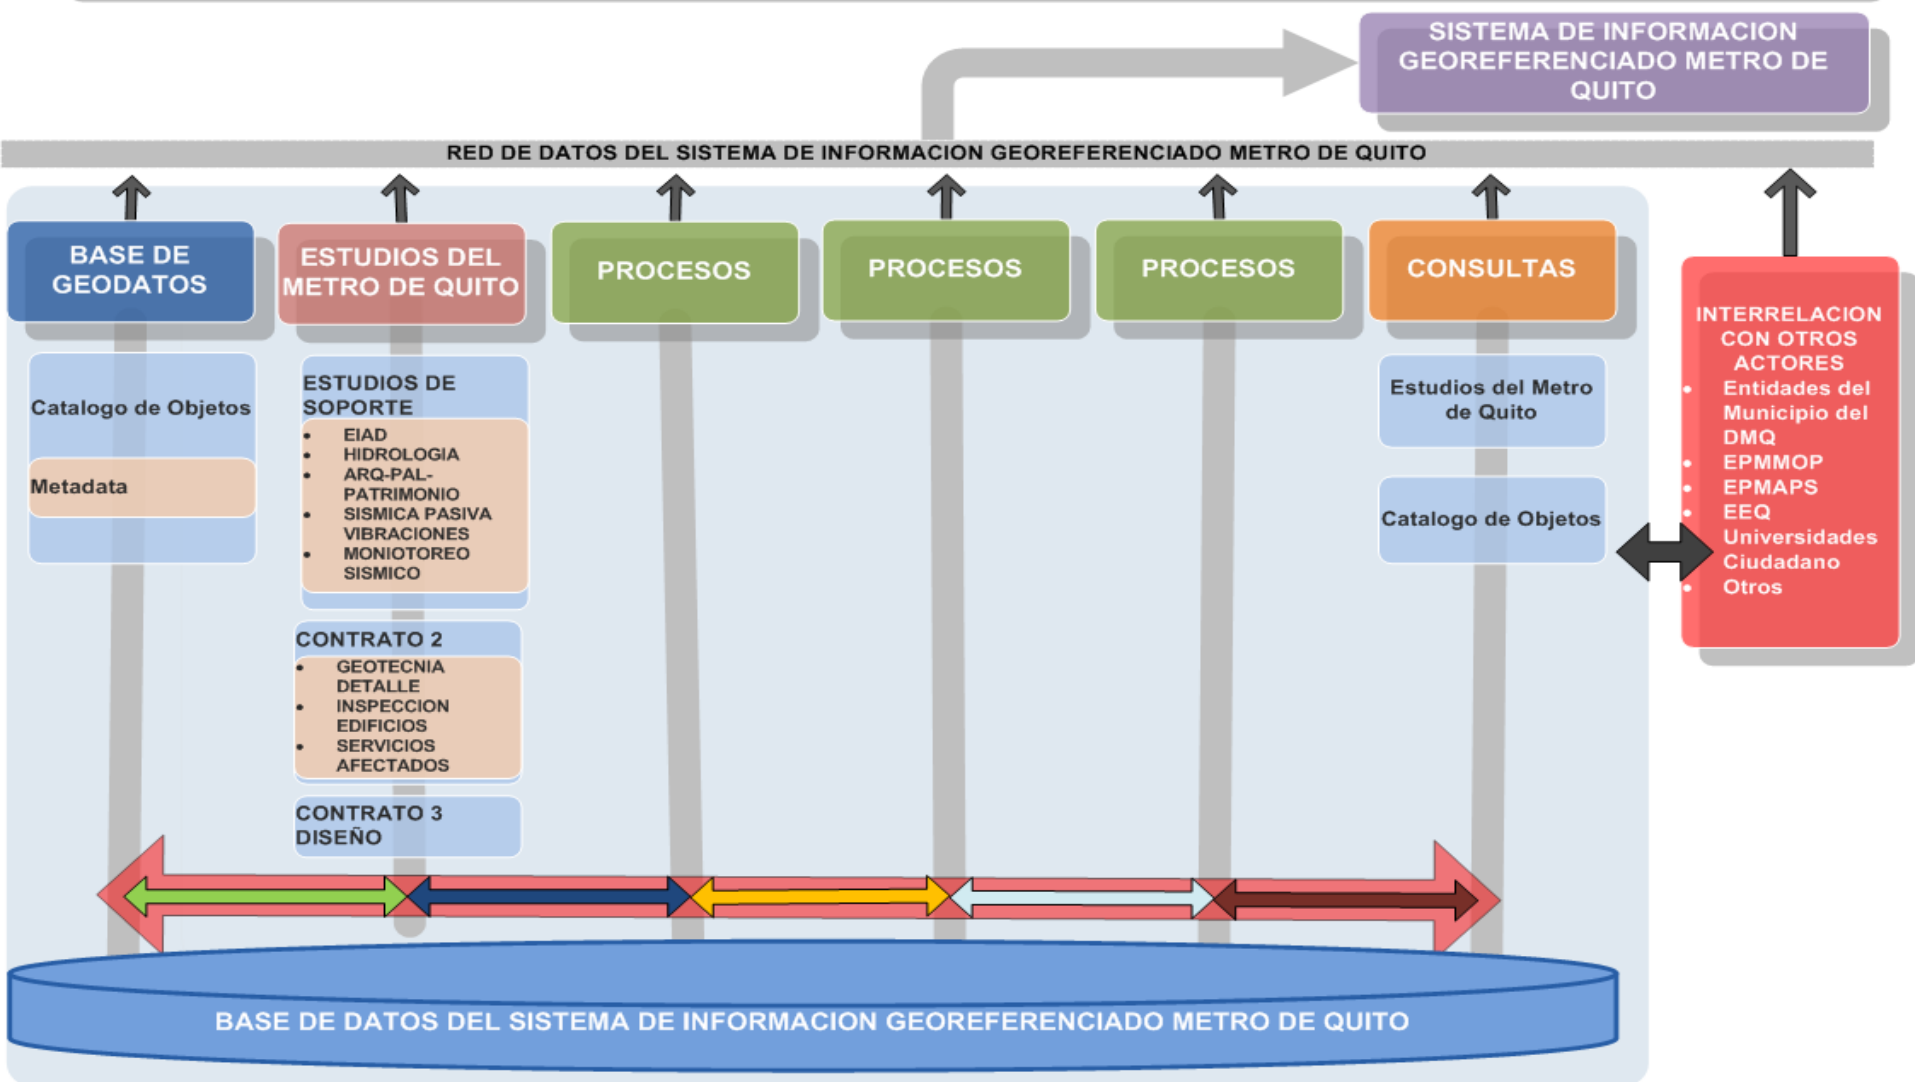 SISTEMA DE INFORMACION
GEOREFERENCIADO METRO DE
QUITO
RED DE DATOS DEL SISTEMA DE INFORMACION GEOREFERENCIADO METRO DE QUITO
BASE DE
GEODATOS
ESTUDIOS DEL
METRO DE QUITO
PROCESOS
PROCESOS
PROCESOS
CONSULTAS
Catalogo de Objetos
Metadata
ESTUDIOS DE
SOPORTE
• EIAD
• HIDROLOGIA
• ARQ-PAL-
PATRIMONIO
• SISMICA PASIVA
VIBRACIONES
• MONIOTOREO
SISMICO
CONTRATO 2
• GEOTECNIA
DETALLE
• INSPECCION
EDIFICIOS
• SERVICIOS
AFECTADOS
CONTRATO 3
DISEÑO
Estudios del Metro
de Quito
Catalogo de Objetos
INTERRELACION
CON OTROS
ACTORES
• Entidades del
Municipio del
DMQ
• EPMMOP
• EPMAPS
• EEQ
Universidades
Ciudadano
• Otros
BASE DE DATOS DEL SISTEMA DE INFORMACION GEOREFERENCIADO METRO DE QUITO